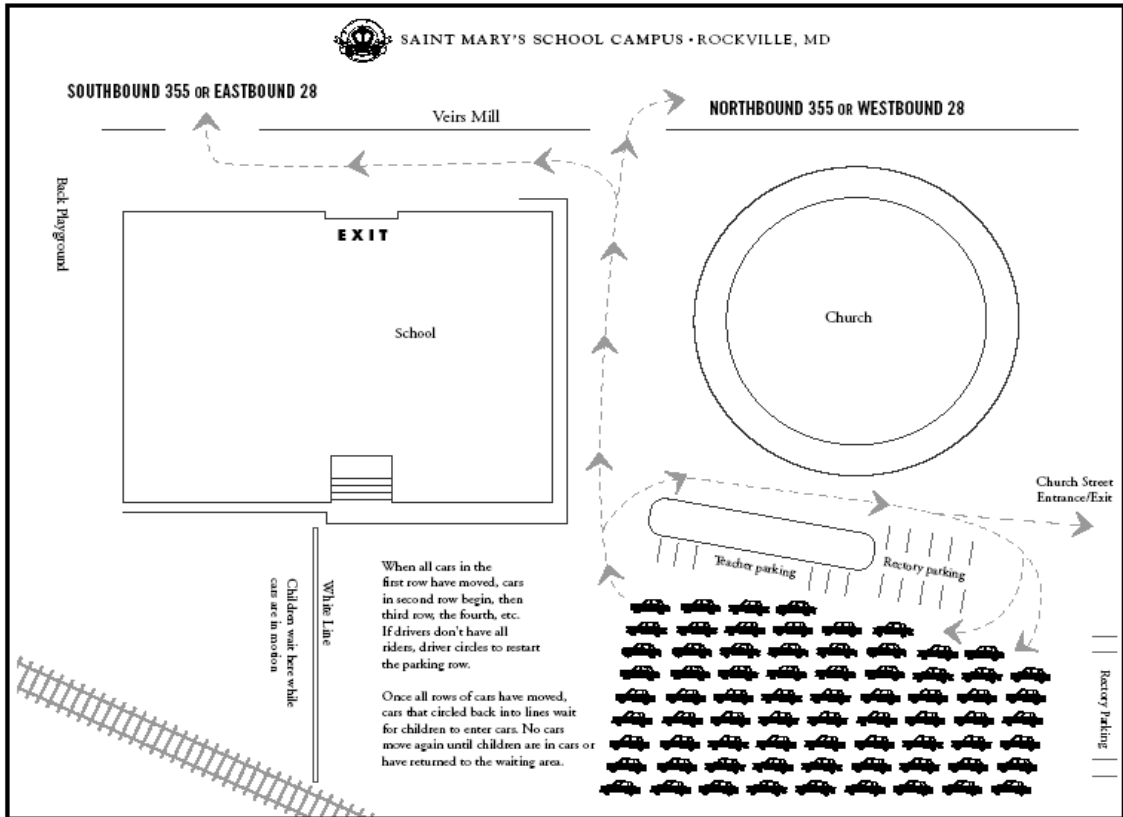 SAINT MARY'S SCHOOL CAMPUS • ROCKVILLE, MD
SOUTHBOUND 355 OR EASTBOUND 28
Veirs Mill
NORTHBOUND 355 OR WESTBOUND 28
Back Playground
EXIT
School
Church
Church Street
Entrance/Exit
Teacher parking
Rectory parking
White Line
Children wait here while
cars are in motion
When all cars in the
first row have moved, cars
in second row begin, then
third row, the fourth, etc.
If drivers don't have all
riders, driver circles to restart
the parking row.
Once all rows of cars have moved,
cars that circled back into lines wait
for children to enter cars. No cars
move again until children are in cars or
have returned to the waiting area.
Rectory Parking